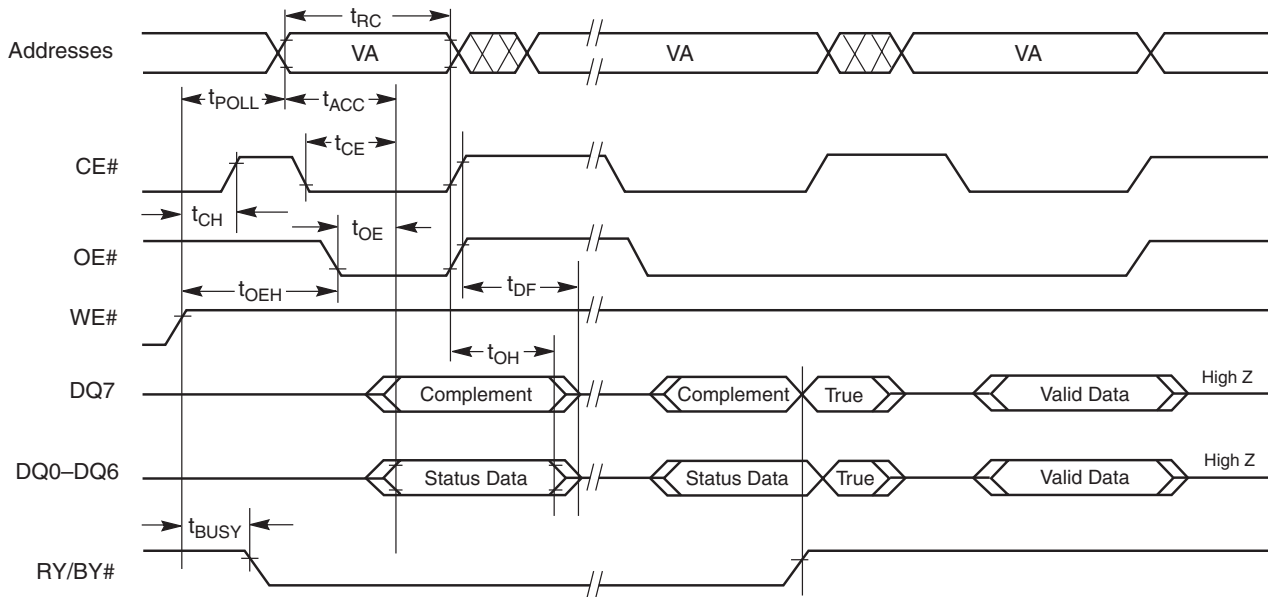 tRC
Addresses VA VA VA
tPOLL tACC
tCE
CE#
tCH tOE
OE#
tOEH tDF
WE#
tOH
DQ7 Complement Complement True Valid Data High Z
DQ0–DQ6 Status Data Status Data True Valid Data High Z
tBUSY
RY/BY#